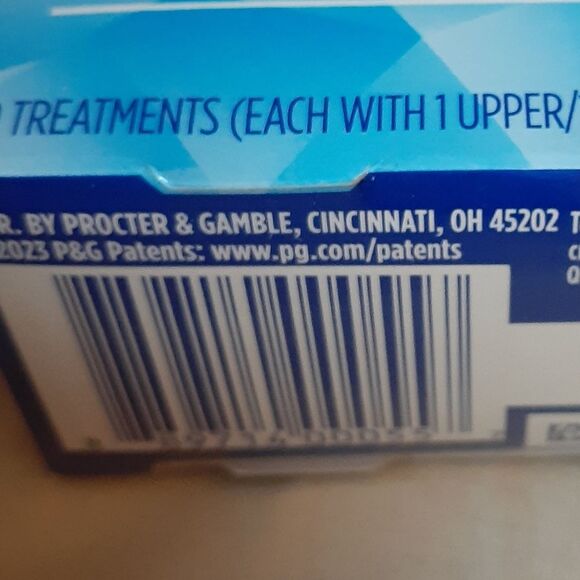 TREATMENTS (EACH WITH 1 UPPER/
R. BY PROCTER & GAMBLE, CINCINNATI, OH 45202
2023 P&G Patents: www.pg.com/patents